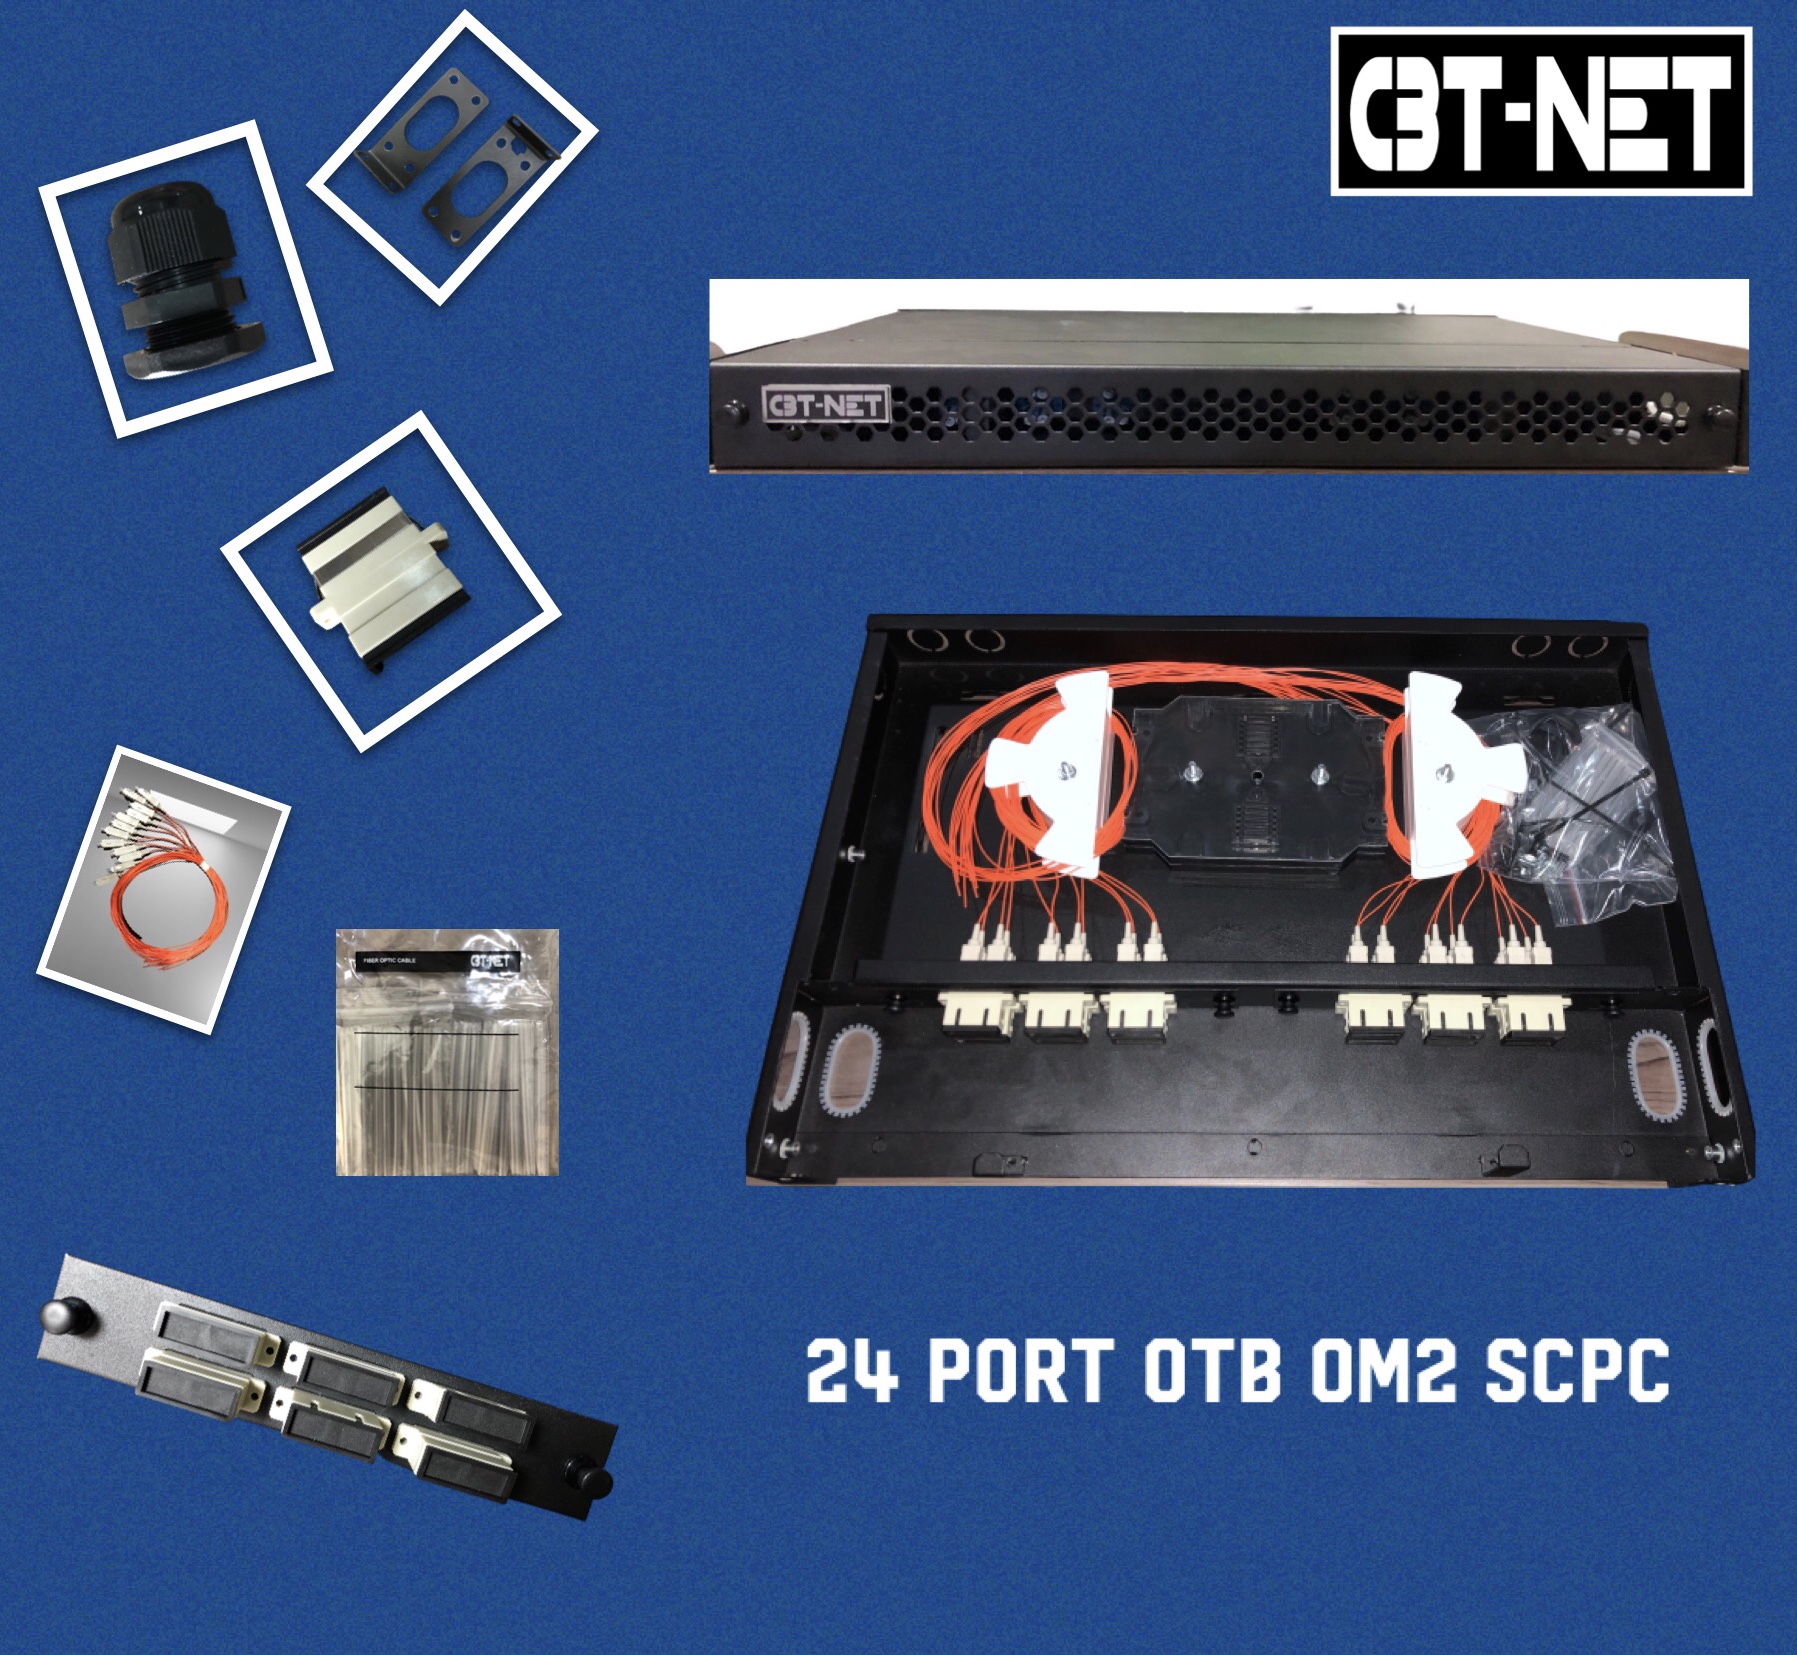 CBT-NET
CBT-NET
FIBER OPTIC CABLE CBT-NET
24 PORT OTB OM2 SCPC